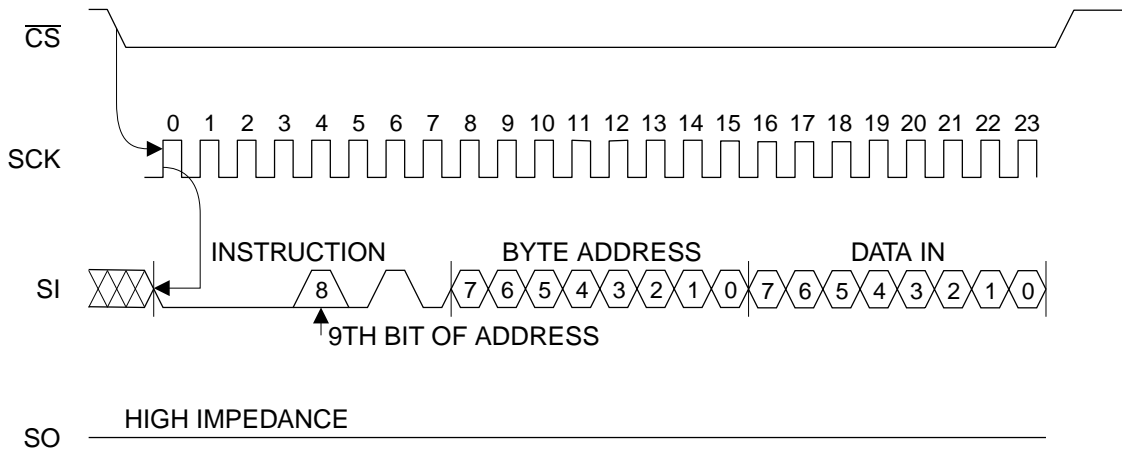 CS
0 1 2 3 4 5 6 7 8 9 10 11 12 13 14 15 16 17 18 19 20 21 22 23
SCK
INSTRUCTION BYTE ADDRESS DATA IN
SI 8 7 6 5 4 3 2 1 0 7 6 5 4 3 2 1 0
9TH BIT OF ADDRESS
HIGH IMPEDANCE
SO